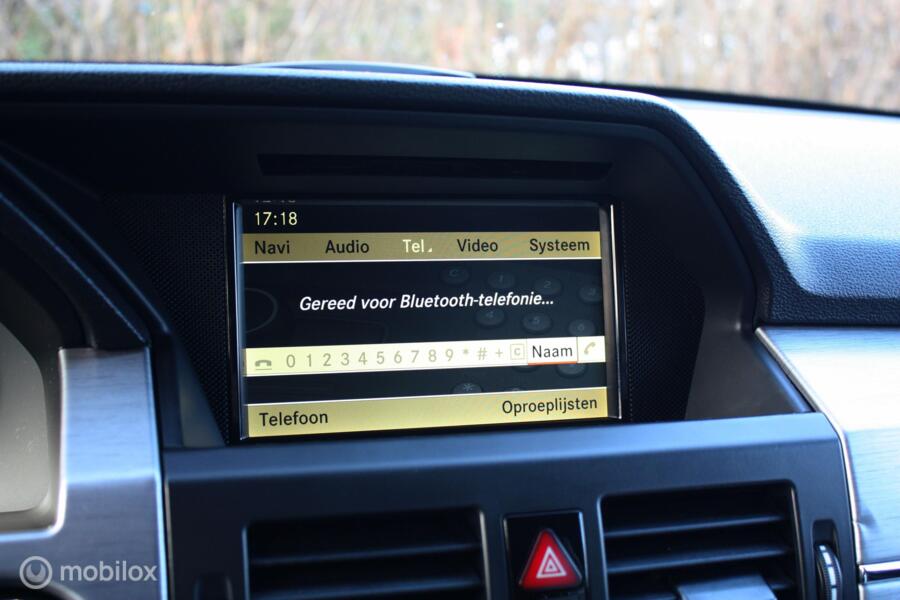 17:18
Navi Audio Tel Video Systeem
Gereed voor Bluetooth-telefonie...
0 1 2 3 4 5 6 7 8 9 * # + C Naam
Telefoon Oproeplijsten
mobilox